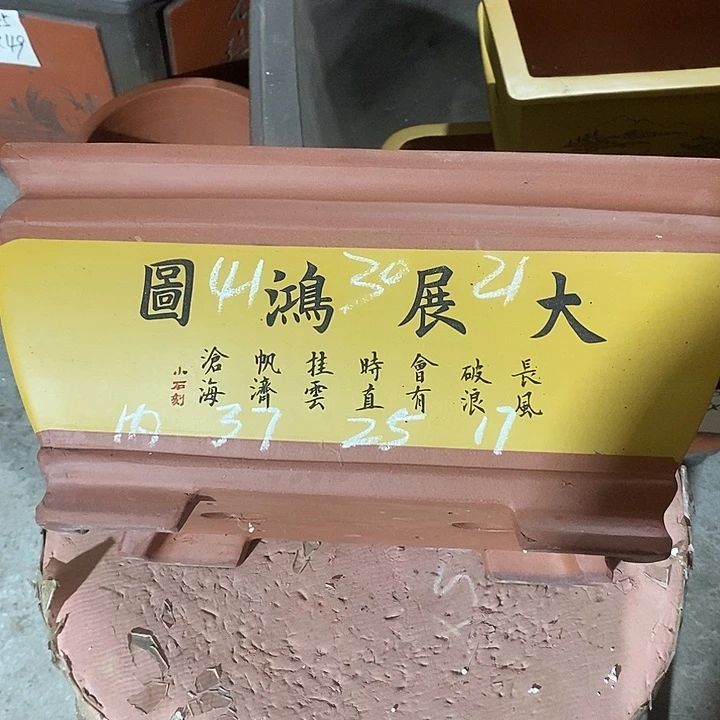 大展鴻圖
長風
破浪
會有
時直
挂雲
帆濟
滄海
小石刻
41 30 21
内 37 25 17